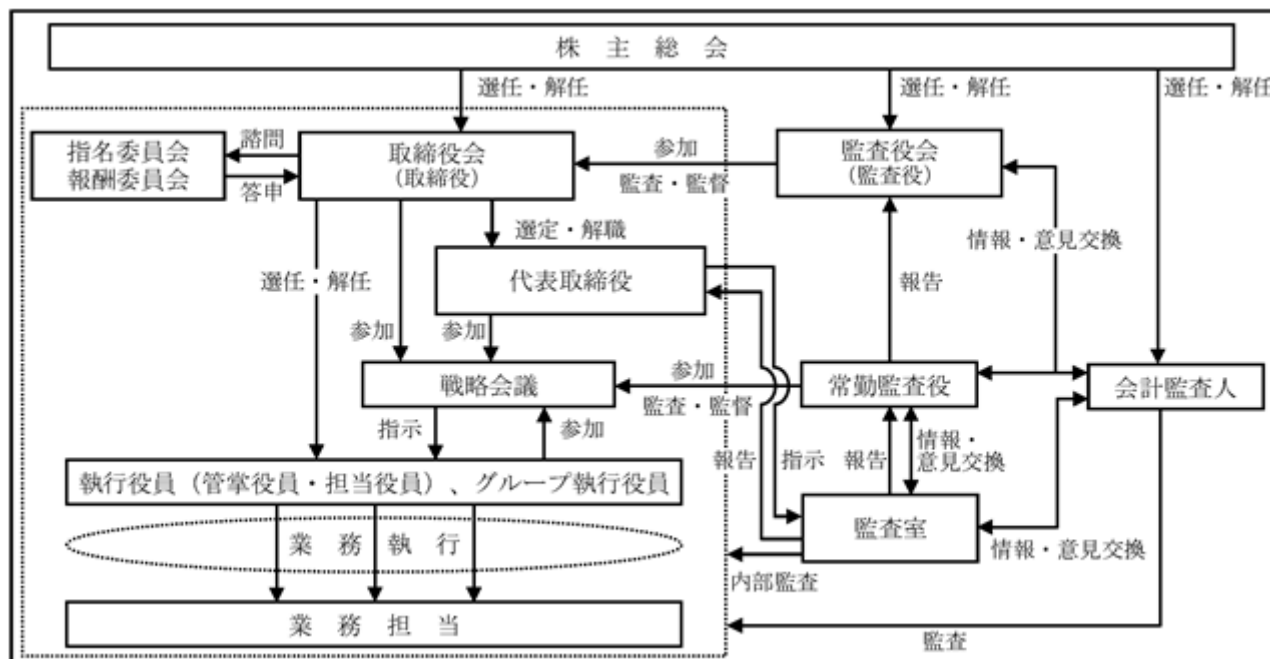 株主総会
選任・解任
選任・解任
選任・解任
指名委員会
報酬委員会
諮問
答申
取締役会
(取締役)
参加
監査・監督
監査役会
(監査役)
選定・解職
情報・意見交換
選任・解任
代表取締役
報告
参加
参加
戦略会議
参加
監査・監督
常勤監査役
会計監査人
指示
参加
報告
指示
報告
情報・
意見交換
執行役員（管掌役員・担当役員）、グループ執行役員
監査室
業務執行
情報・意見交換
内部監査
業務担当
監査